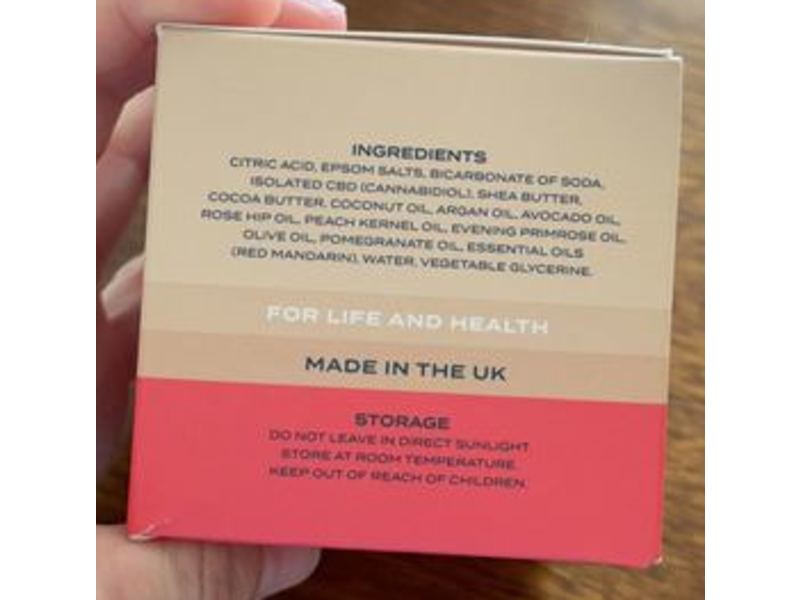 INGREDIENTS
CITRIC ACID, EPSOM SALTS, BICARBONATE OF SODA,
ISOLATED CBD (CANNABIDIOL), SHEA BUTTER,
COCOA BUTTER, COCONUT OIL, ARGAN OIL, AVOCADO OIL,
ROSE HIP OIL, PEACH KERNEL OIL, EVENING PRIMROSE OIL,
OLIVE OIL, POMEGRANATE OIL, ESSENTIAL OILS
(RED MANDARIN), WATER, VEGETABLE GLYCERINE.
FOR LIFE AND HEALTH
MADE IN THE UK
STORAGE
DO NOT LEAVE IN DIRECT SUNLIGHT
STORE AT ROOM TEMPERATURE.
KEEP OUT OF REACH OF CHILDREN.